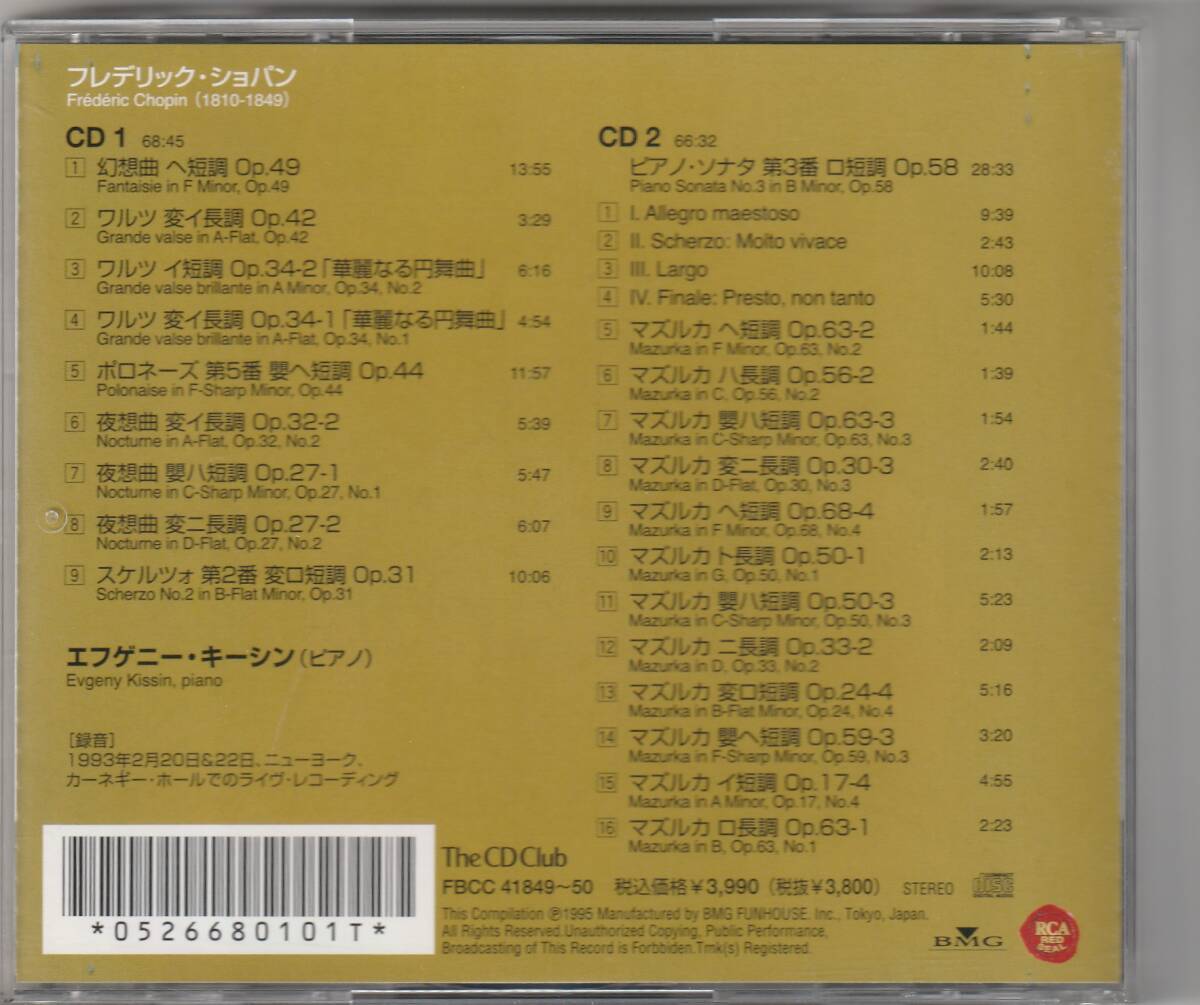 フレデリック・ショパン
Frédéric Chopin (1810-1849)
CD 1 68:45
1 幻想曲 ヘ短調 Op.49 13:55
Fantaisie in F Minor, Op.49
2 ワルツ 変イ長調 Op.42 3:29
Grande valse in A-Flat, Op.42
3 ワルツ イ短調 Op.34-2「華麗なる円舞曲」 6:16
Grande valse brillante in A Minor, Op.34, No.2
4 ワルツ 変イ長調 Op.34-1「華麗なる円舞曲」 4:54
Grande valse brillante in A-Flat, Op.34, No.1
5 ポロネーズ 第5番 嬰ヘ短調 Op.44 11:57
Polonaise in F-Sharp Minor, Op.44
6 夜想曲 変イ長調 Op.32-2 5:39
Nocturne in A-Flat, Op.32, No.2
7 夜想曲 嬰ハ短調 Op.27-1 5:47
Nocturne in C-Sharp Minor, Op.27, No.1
8 夜想曲 変ニ長調 Op.27-2 6:07
Nocturne in D-Flat, Op.27, No.2
9 スケルツォ 第2番 変ロ短調 Op.31 10:06
Scherzo No.2 in B-Flat Minor, Op.31
エフゲニー・キーシン(ピアノ)
Evgeny Kissin, piano
[録音]
1993年2月20日&22日、ニューヨーク、
カーネギー・ホールでのライヴ・レコーディング
CD 2 66:32
ピアノ・ソナタ 第3番 ロ短調 Op.58 28:33
Piano Sonata No.3 in B Minor, Op.58
1 I. Allegro maestoso 9:39
2 II. Scherzo: Molto vivace 2:43
3 III. Largo 10:08
4 IV. Finale: Presto, non tanto 5:30
5 マズルカ ヘ短調 Op.63-2 1:44
Mazurka in F Minor, Op.63, No.2
6 マズルカ ハ長調 Op.56-2 1:39
Mazurka in C, Op.56, No.2
7 マズルカ 嬰ハ短調 Op.63-3 1:54
Mazurka in C-Sharp Minor, Op.63, No.3
8 マズルカ 変ニ長調 Op.30-3 2:40
Mazurka in D-Flat, Op.30, No.3
9 マズルカ ヘ短調 Op.68-4 1:57
Mazurka in F Minor, Op.68, No.4
10 マズルカ ト長調 Op.50-1 2:13
Mazurka in G, Op.50, No.1
11 マズルカ 嬰ハ短調 Op.50-3 5:23
Mazurka in C-Sharp Minor, Op.50, No.3
12 マズルカ ニ長調 Op.33-2 2:09
Mazurka in D, Op.33, No.2
13 マズルカ 変ロ短調 Op.24-4 5:16
Mazurka in B-Flat Minor, Op.24, No.4
14 マズルカ 嬰ヘ短調 Op.59-3 3:20
Mazurka in F-Sharp Minor, Op.59, No.3
15 マズルカ イ短調 Op.17-4 4:55
Mazurka in A Minor, Op.17, No.4
16 マズルカ ロ長調 Op.63-1 2:23
Mazurka in B, Op.63, No.1
*0526680101T*
The CD Club
FBCC 41849〜50 税込価格¥3,990 (税抜¥3,800) STEREO COMPACT disc DIGITAL AUDIO
This Compilation ℗1995 Manufactured by BMG FUNHOUSE. Inc., Tokyo, Japan.
All Rights Reserved.Unauthorized Copying, Public Performance,
Broadcasting of This Record is Forbbiden.Tmk(s) Registered.
BMG
RCA RED SEAL